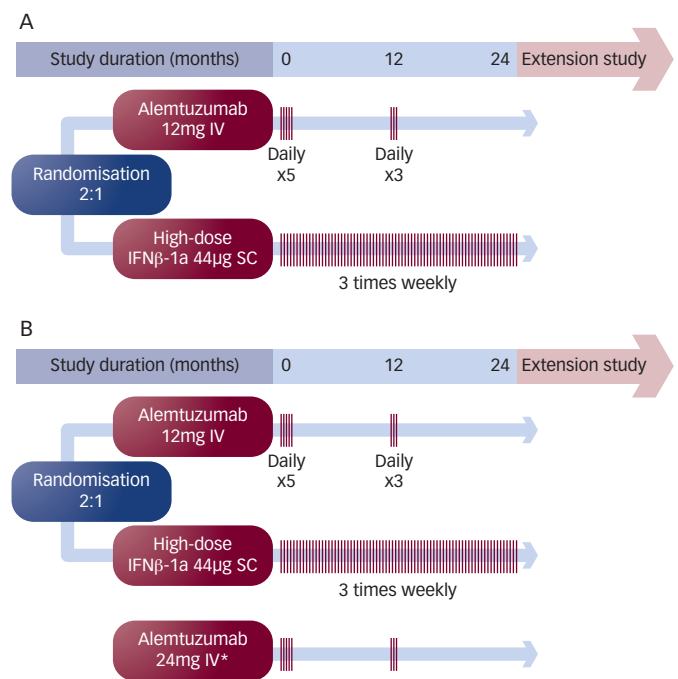 A
Study duration (months) 0 12 24 Extension study
Alemtuzumab
12mg IV
Daily
x5
Daily
x3
Randomisation
2:1
High-dose
IFNβ-1a 44µg SC
3 times weekly
B
Study duration (months) 0 12 24 Extension study
Alemtuzumab
12mg IV
Daily
x5
Daily
x3
Randomisation
2:1
High-dose
IFNβ-1a 44µg SC
3 times weekly
Alemtuzumab
24mg IV*